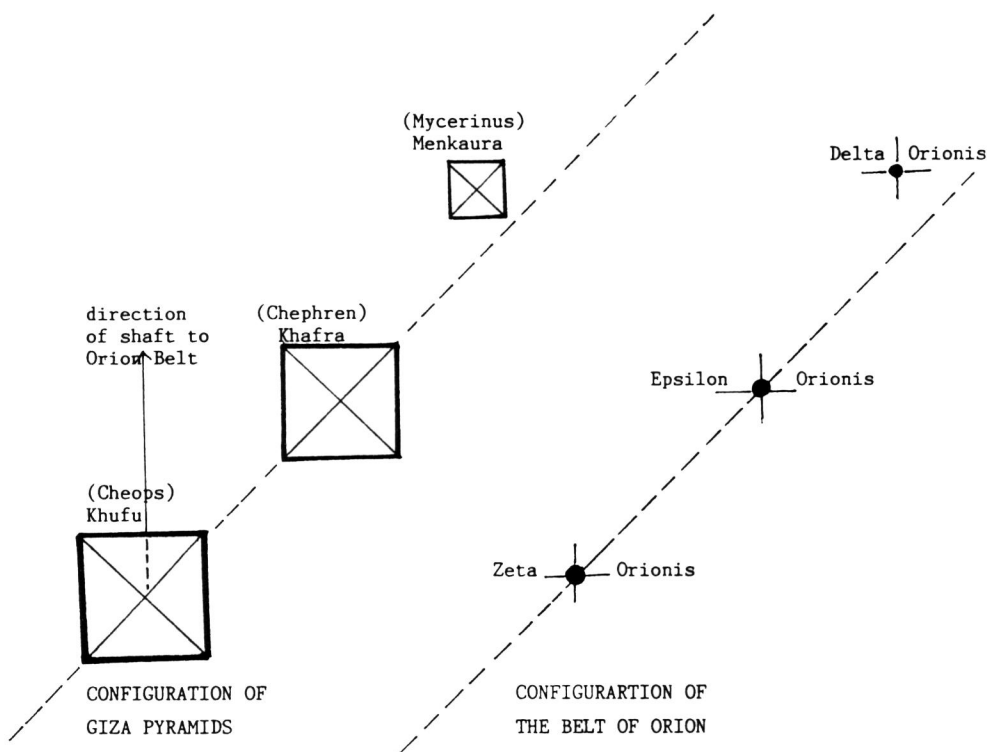 (Mycerinus)
Menkaura
Delta Orionis
direction
of shaft to
Orion Belt
(Chephren)
Khafra
Epsilon Orionis
(Cheops)
Khufu
Zeta Orionis
CONFIGURATION OF
GIZA PYRAMIDS
CONFIGURARTION OF
THE BELT OF ORION